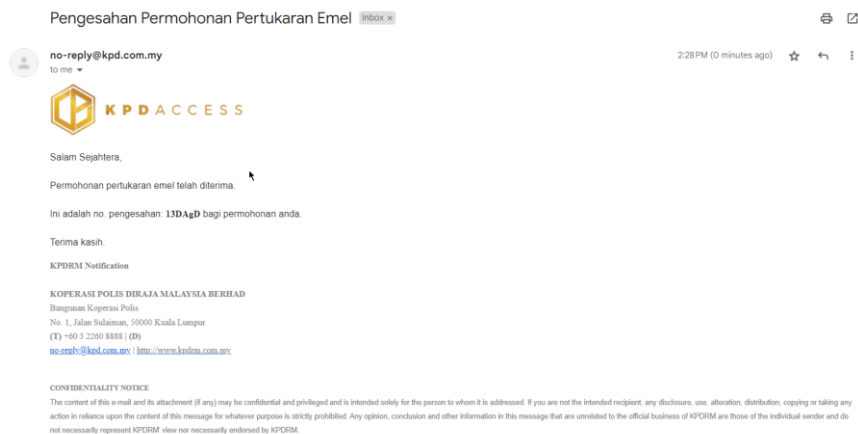 Pengesahan Permohonan Pertukaran Emel Inbox ×
no-reply@kpd.com.my 2:28 PM (0 minutes ago)
to me
KPDACCESS
Salam Sejahtera,
Permohonan pertukaran emel telah diterima.
Ini adalah no. pengesahan: 13DAgD bagi permohonan anda.
Terima kasih.
KPDRM Notification
KOPERASI POLIS DIRAJA MALAYSIA BERHAD
Bangunan Koperasi Polis
No. 1, Jalan Sulaiman, 50000 Kuala Lumpur
(T) +60 3 2260 8888 | (D)
no-reply@kpd.com.my | http://www.kpdrm.com.my
CONFIDENTIALITY NOTICE
The content of this e-mail and its attachment (if any) may be confidential and privileged and is intended solely for the person to whom it is addressed. If you are not the intended recipient, any disclosure, use, alteration, distribution, copying or taking any
action in reliance upon the content of this message for whatever purpose is strictly prohibited. Any opinion, conclusion and other information in this message that are unrelated to the official business of KPDRM are those of the individual sender and do
not necessarily represent KPDRM' view nor necessarily endorsed by KPDRM.